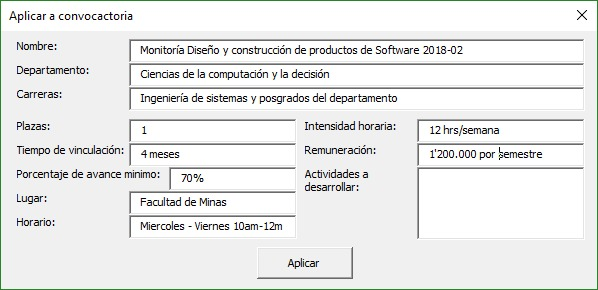 Aplicar a convocactoria
Nombre: Monitoría Diseño y construcción de productos de Software 2018-02
Departamento: Ciencias de la computación y la decisión
Carreras: Ingeniería de sistemas y posgrados del departamento
Plazas: 1 Intensidad horaria: 12 hrs/semana
Tiempo de vinculación: 4 meses Remuneración: 1'200.000 por semestre
Porcentaje de avance minimo: 70% Actividades a
desarrollar:
Lugar: Facultad de Minas
Horario: Miercoles - Viernes 10am-12m
Aplicar